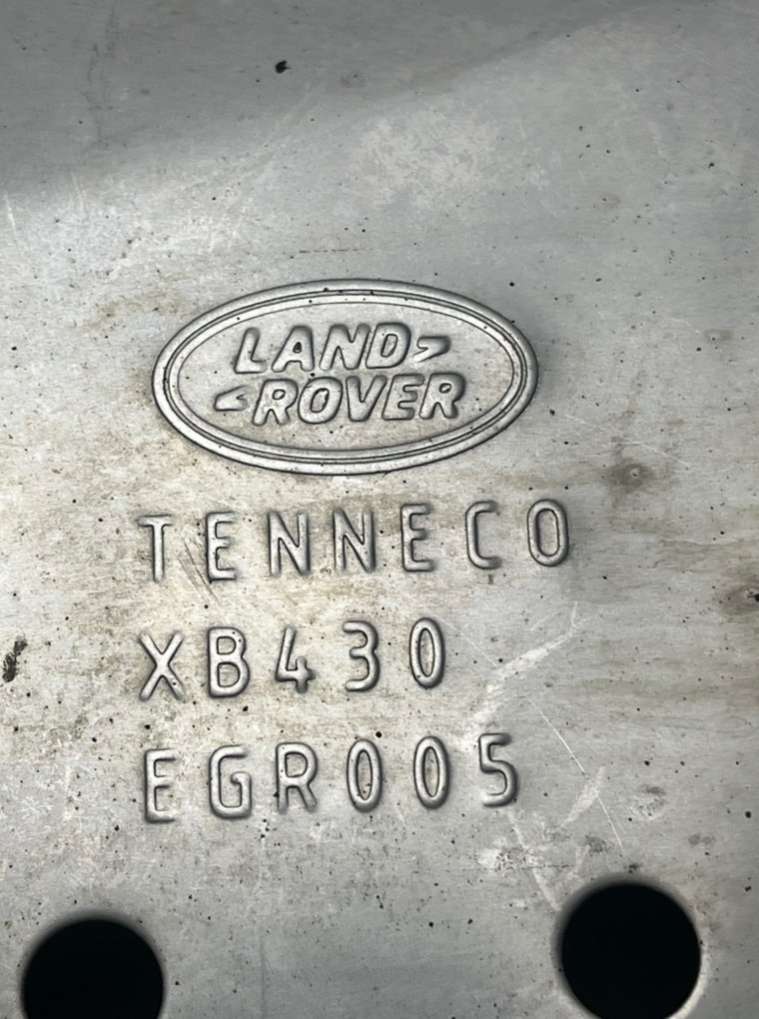 LAND
ROVER
TENNECO
XB430
EGR005